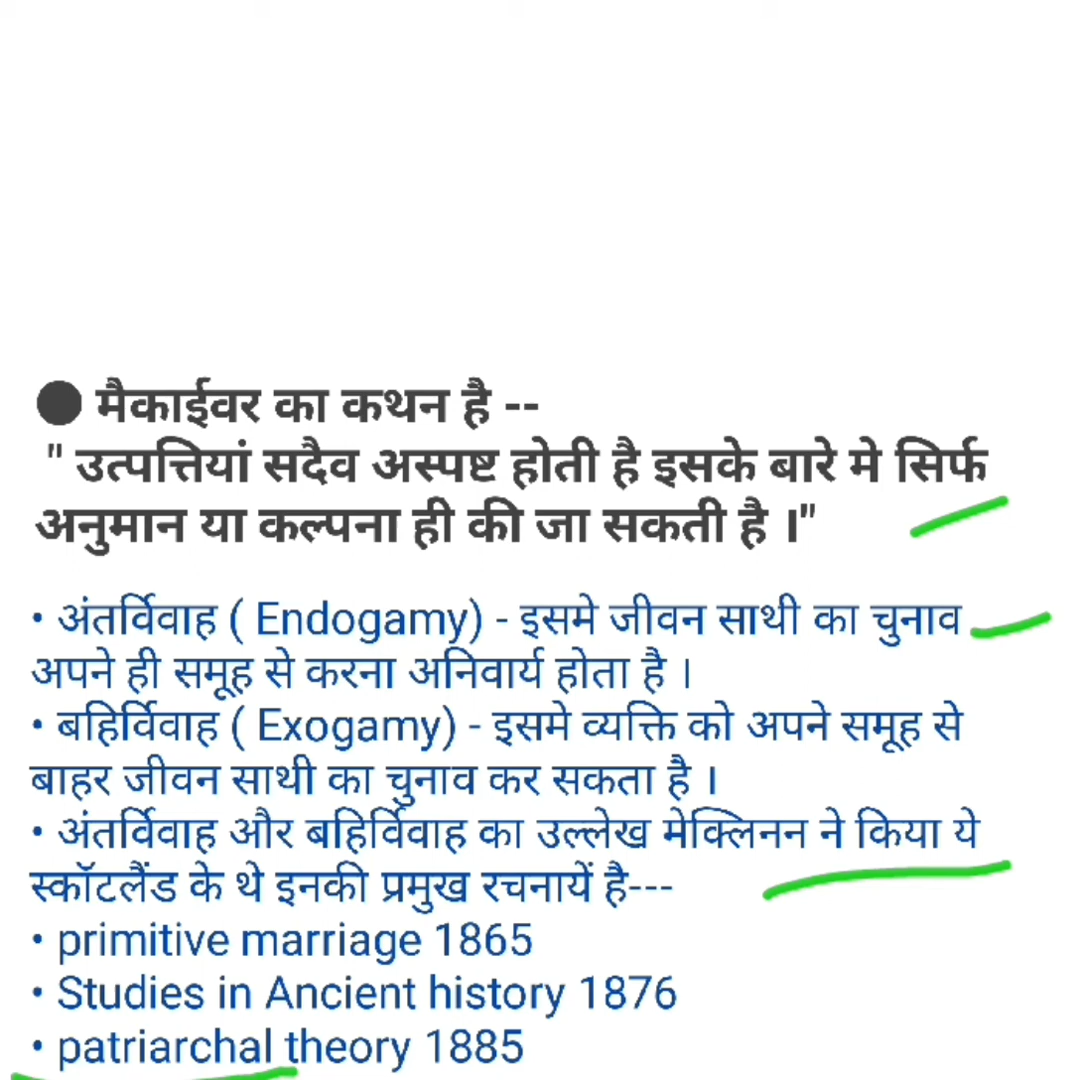 ● मैकाईवर का कथन है --
" उत्पत्तियां सदैव अस्पष्ट होती है इसके बारे मे सिर्फ
अनुमान या कल्पना ही की जा सकती है ।"
• अंतर्विवाह ( Endogamy) - इसमे जीवन साथी का चुनाव
अपने ही समूह से करना अनिवार्य होता है ।
• बहिर्विवाह ( Exogamy) - इसमे व्यक्ति को अपने समूह से
बाहर जीवन साथी का चुनाव कर सकता है ।
• अंतर्विवाह और बहिर्विवाह का उल्लेख मेक्लिनन ने किया ये
स्कॉटलैंड के थे इनकी प्रमुख रचनायें है---
• primitive marriage 1865
• Studies in Ancient history 1876
• patriarchal theory 1885